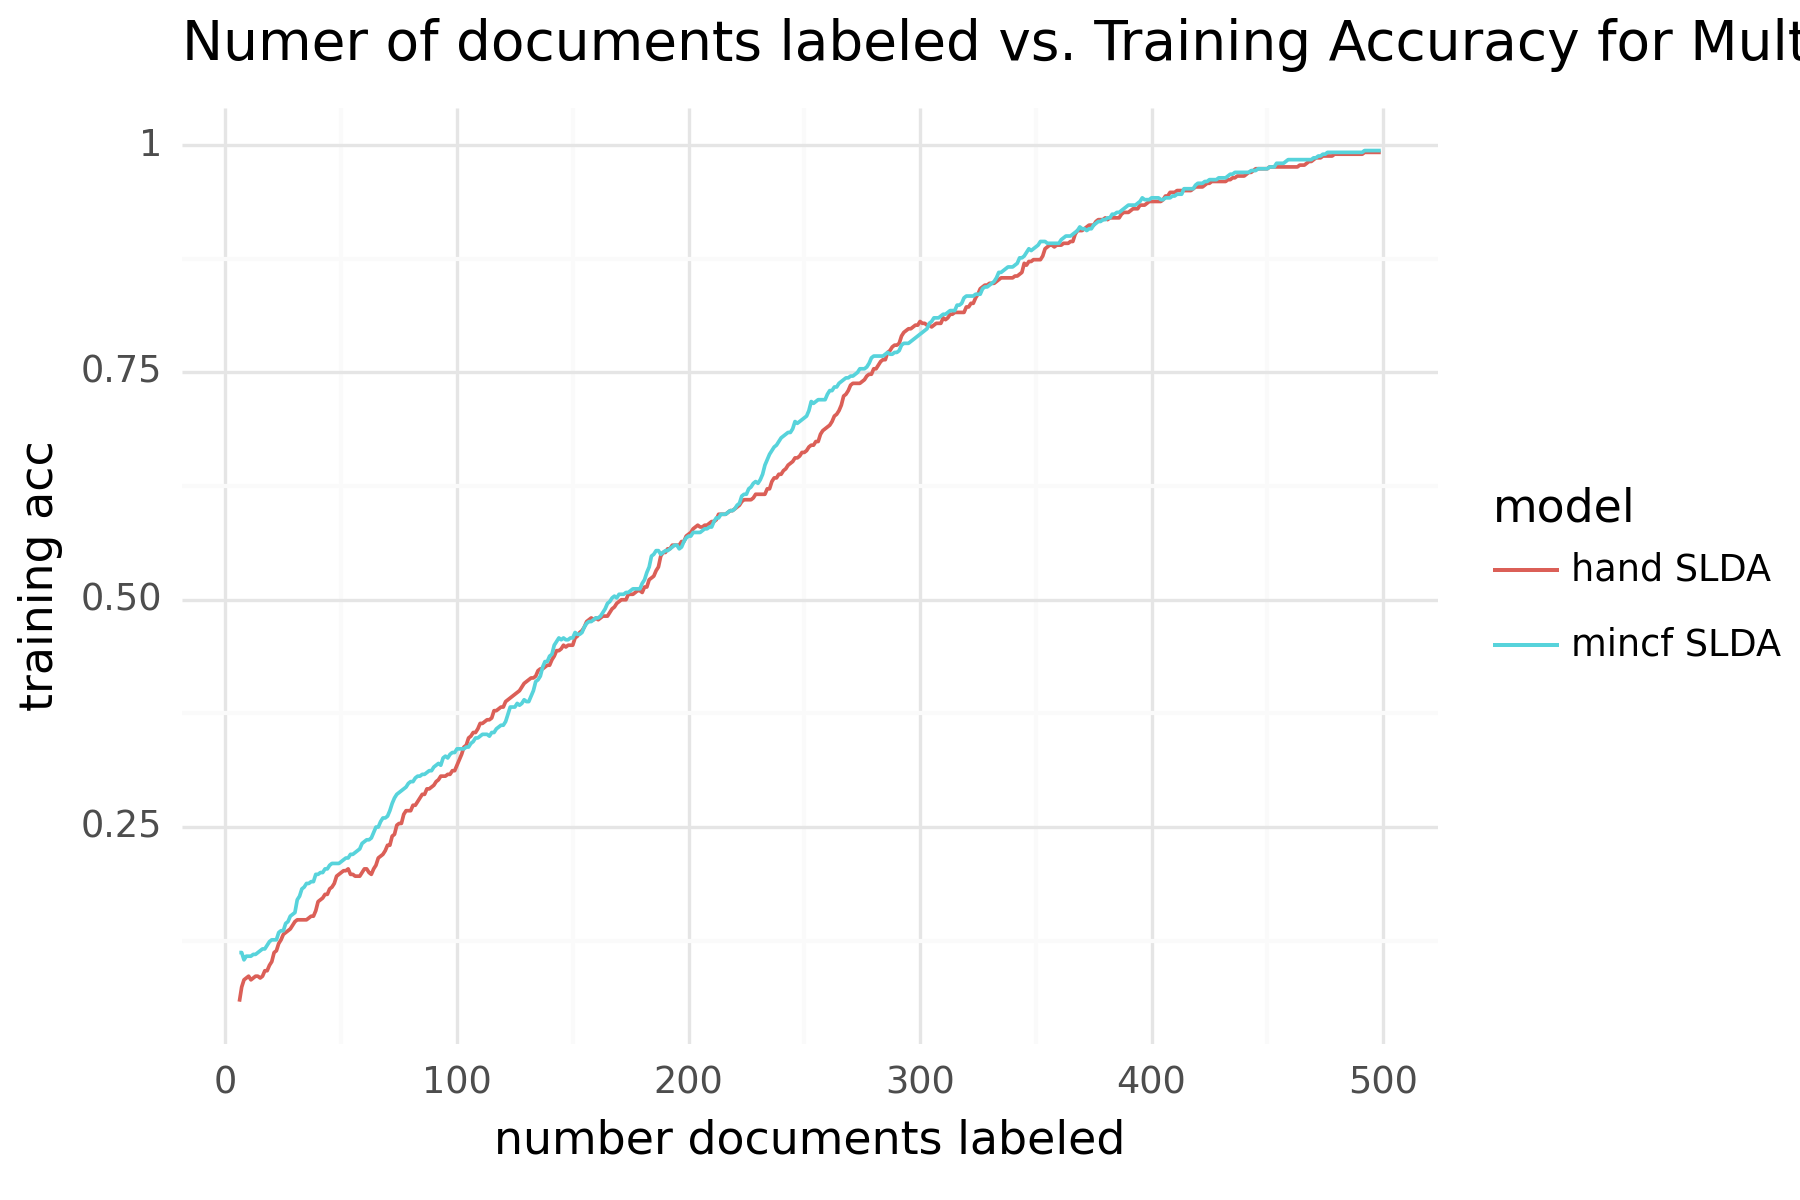 Numer of documents labeled vs. Training Accuracy for Mult
1
0.75
0.50
0.25
training acc
0 100 200 300 400 500
number documents labeled
model
hand SLDA
mincf SLDA